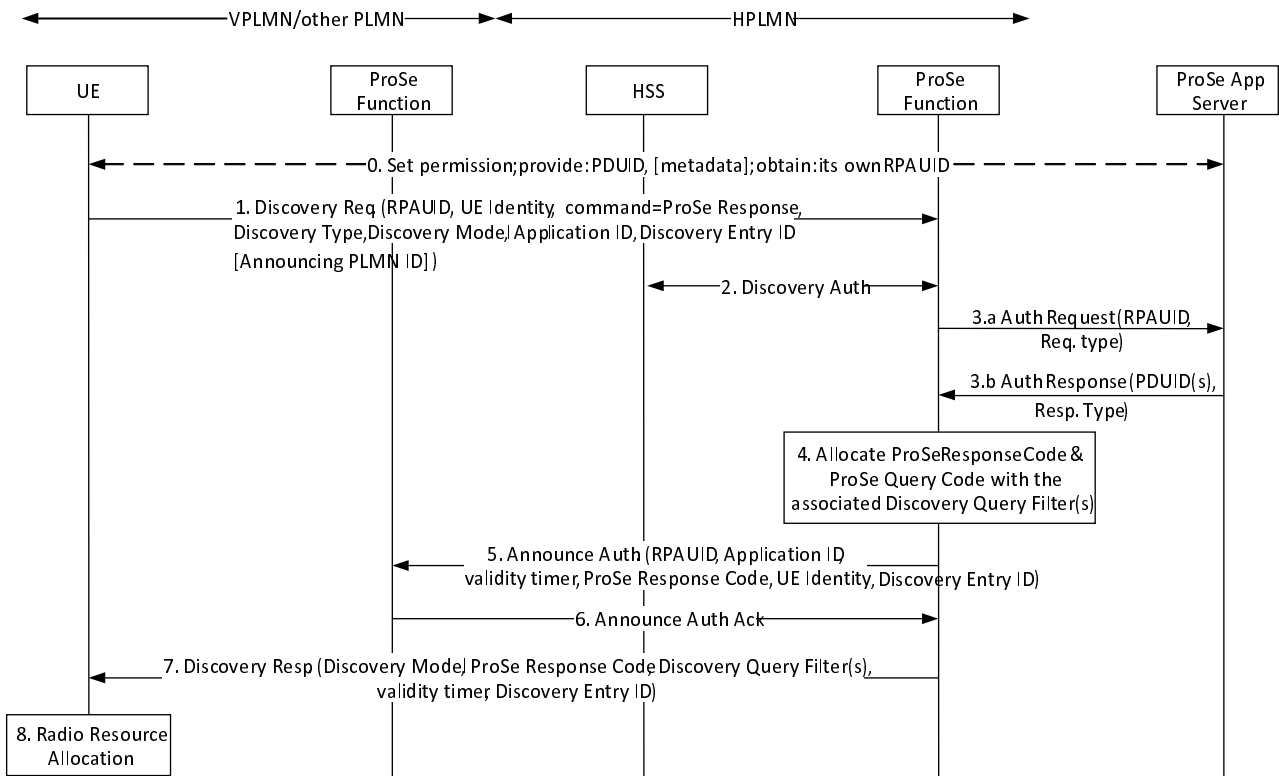 VPLMN/other PLMN
HPLMN
UE
ProSe
Function
HSS
ProSe
Function
ProSe App
Server
0. Set permission; provide: PDUID, [metadata]; obtain: its own RPAUID
1. Discovery Req (RPAUID, UE Identity, command=ProSe Response,
Discovery Type, Discovery Mode, Application ID, Discovery Entry ID
[Announcing PLMN ID] )
2. Discovery Auth
3.a Auth Request (RPAUID,
Req. type)
3.b Auth Response (PDUID(s),
Resp. Type)
4. Allocate ProSe Response Code &
ProSe Query Code with the
associated Discovery Query Filter(s)
5. Announce Auth (RPAUID, Application ID,
validity timer, ProSe Response Code, UE Identity, Discovery Entry ID)
6. Announce Auth Ack
7. Discovery Resp (Discovery Mode, ProSe Response Code, Discovery Query Filter(s),
validity timer, Discovery Entry ID)
8. Radio Resource
Allocation